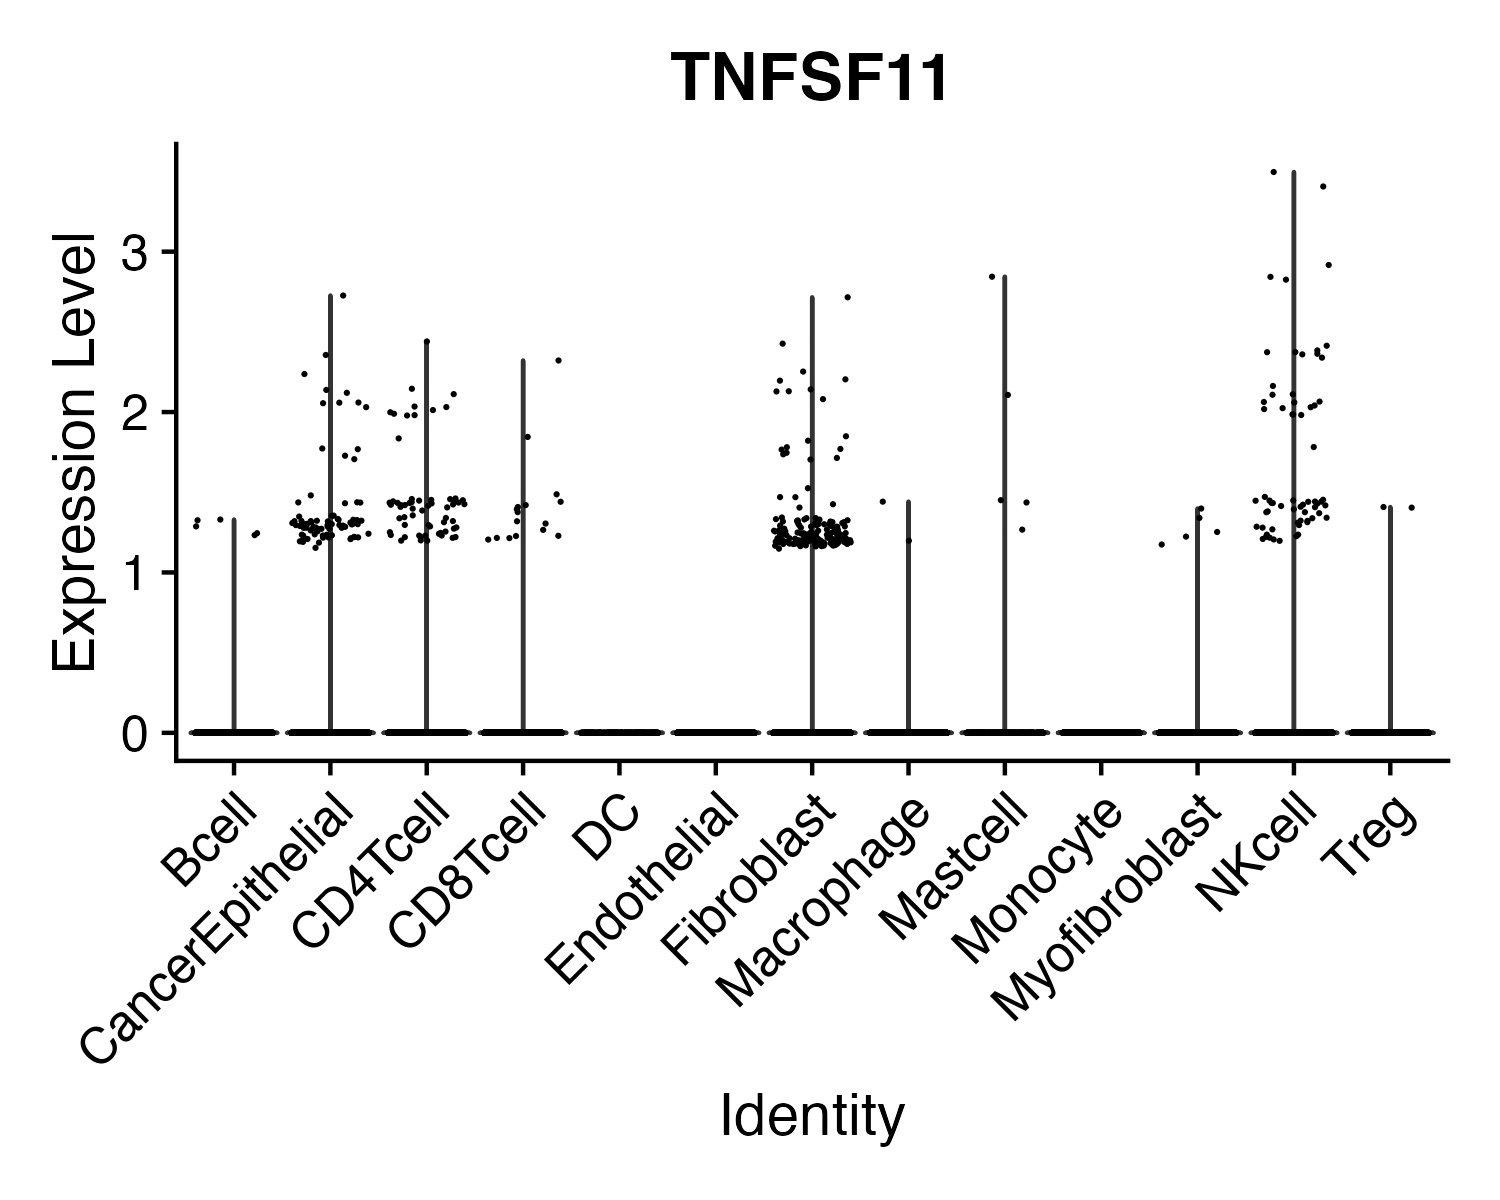 TNFSF11
Expression Level
3
2
1
0
Bcell
CancerEpithelial
CD4Tcell
CD8Tcell
DC
Endothelial
Fibroblast
Macrophage
Mastcell
Monocyte
Myofibroblast
NKcell
Treg
Identity